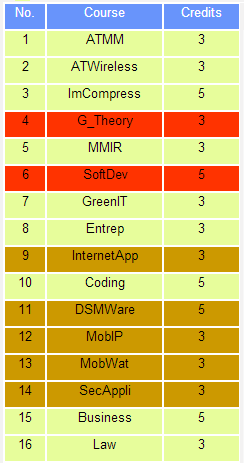 No. Course Credits
1 ATMM 3
2 ATWireless 3
3 ImCompress 5
4 G_Theory 3
5 MMIR 3
6 SoftDev 5
7 GreenIT 3
8 Entrep 3
9 InternetApp 3
10 Coding 5
11 DSMWare 5
12 MobIP 3
13 MobWat 3
14 SecAppli 3
15 Business 5
16 Law 3